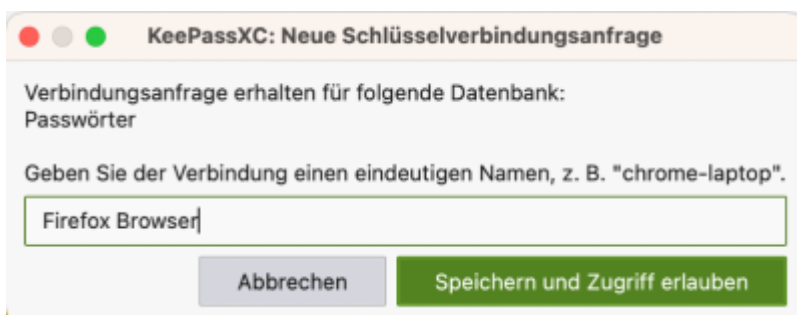 KeePassXC: Neue Schlüsselverbindungsanfrage
Verbindungsanfrage erhalten für folgende Datenbank:
Passwörter
Geben Sie der Verbindung einen eindeutigen Namen, z. B. "chrome-laptop".
Firefox Browser
Abbrechen
Speichern und Zugriff erlauben